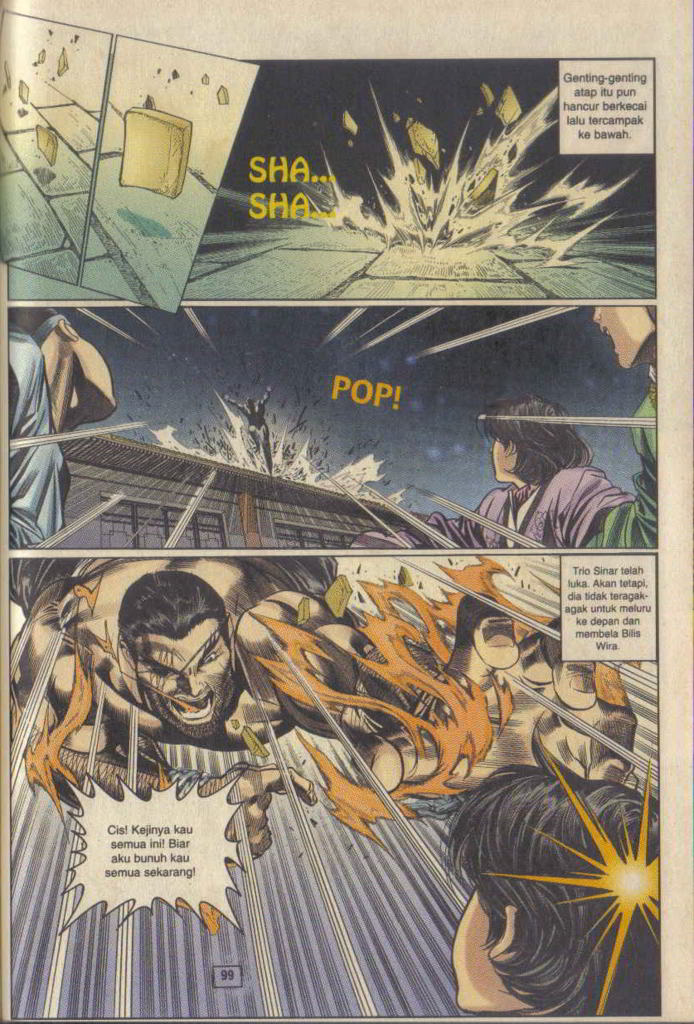 Genting-genting
atap itu pun
hancur berkecai
lalu tercampak
ke bawah.
SHA...
SHA...
POP!
Trio Sinar telah
luka. Akan tetapi,
dia tidak teragak-
agak untuk meluru
ke depan dan
membela Bilis
Wira.
Cis! Kejinya kau
semua ini! Biar
aku bunuh kau
semua sekarang!
99